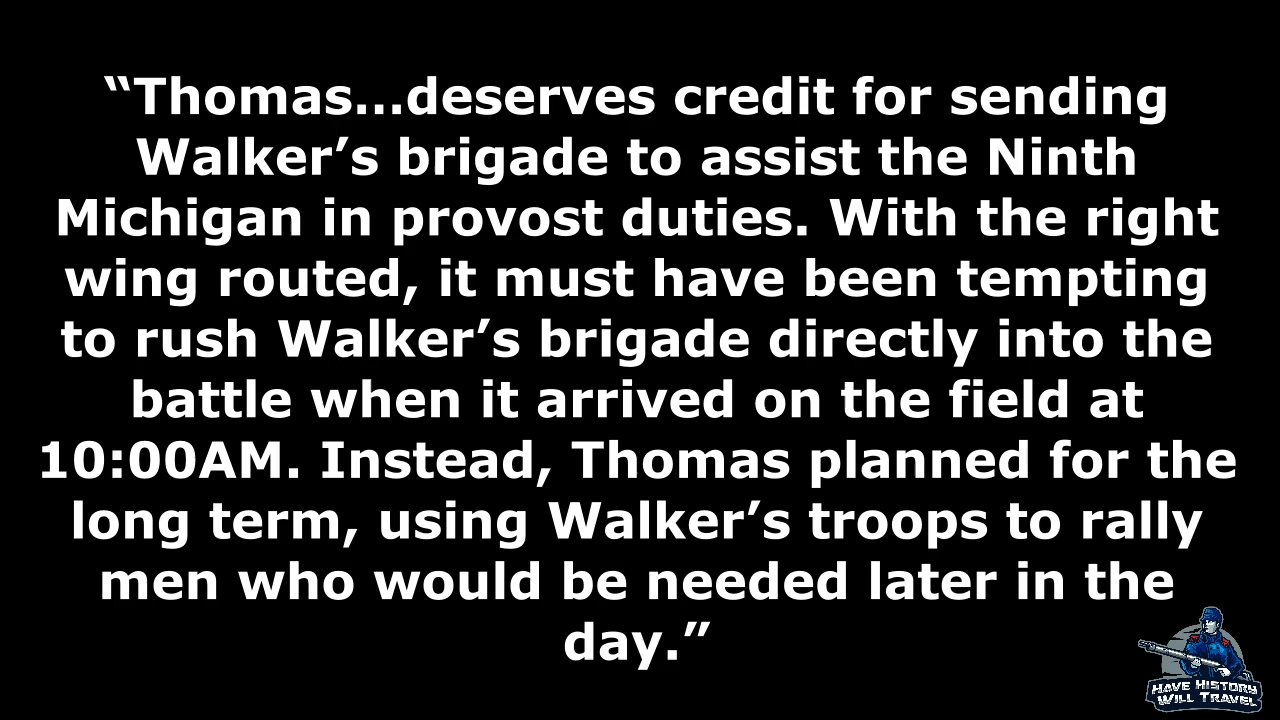 “Thomas…deserves credit for sending
Walker’s brigade to assist the Ninth
Michigan in provost duties. With the right
wing routed, it must have been tempting
to rush Walker’s brigade directly into the
battle when it arrived on the field at
10:00AM. Instead, Thomas planned for the
long term, using Walker’s troops to rally
men who would be needed later in the
day.”
HAVE HISTORY
WILL TRAVEL